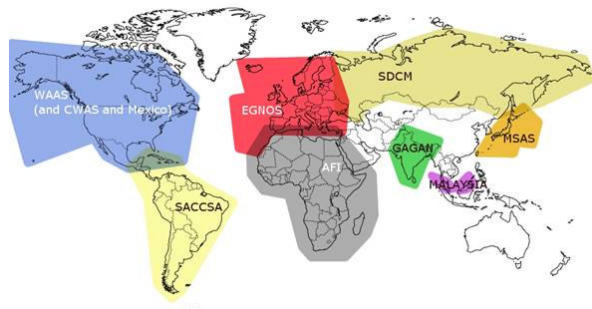 SDCM
WAAS
(and CWAS and Mexico)
EGNOS
MSAS
GAGAN
AFI
MALAYSIA
SACCSA